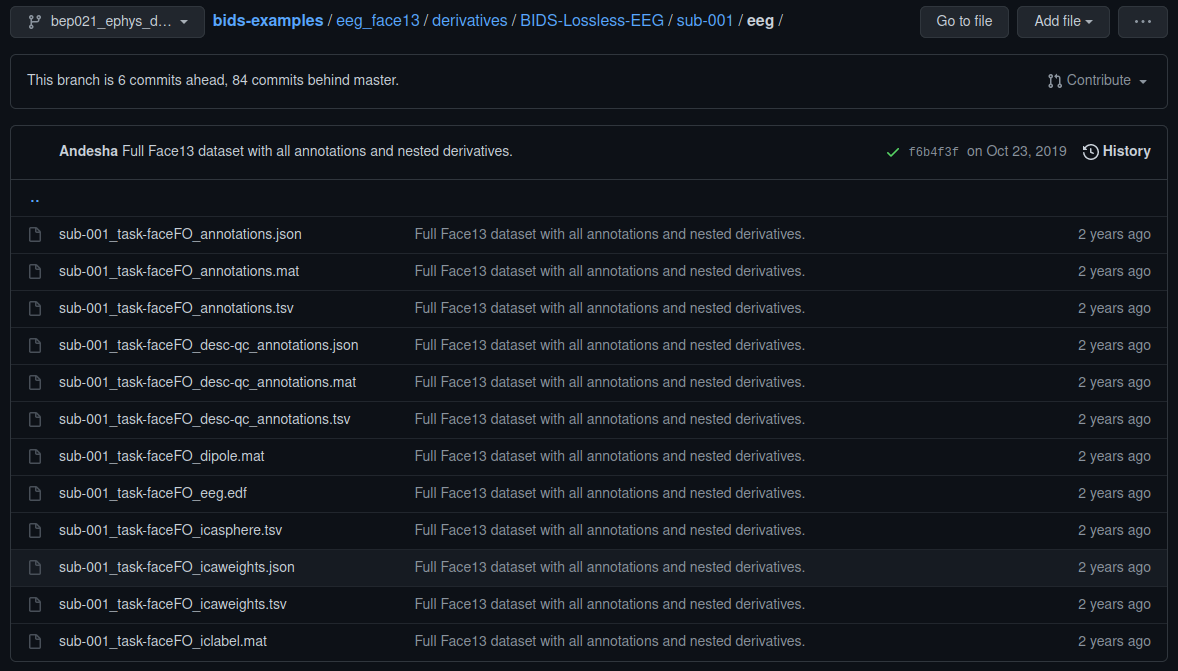 bep021_ephys_d... bids-examples / eeg_face13 / derivatives / BIDS-Lossless-EEG / sub-001 / eeg / Go to file Add file ...
This branch is 6 commits ahead, 84 commits behind master. Contribute
Andesha Full Face13 dataset with all annotations and nested derivatives. f6b4f3f on Oct 23, 2019 History
..
sub-001_task-faceFO_annotations.json Full Face13 dataset with all annotations and nested derivatives. 2 years ago
sub-001_task-faceFO_annotations.mat Full Face13 dataset with all annotations and nested derivatives. 2 years ago
sub-001_task-faceFO_annotations.tsv Full Face13 dataset with all annotations and nested derivatives. 2 years ago
sub-001_task-faceFO_desc-qc_annotations.json Full Face13 dataset with all annotations and nested derivatives. 2 years ago
sub-001_task-faceFO_desc-qc_annotations.mat Full Face13 dataset with all annotations and nested derivatives. 2 years ago
sub-001_task-faceFO_desc-qc_annotations.tsv Full Face13 dataset with all annotations and nested derivatives. 2 years ago
sub-001_task-faceFO_dipole.mat Full Face13 dataset with all annotations and nested derivatives. 2 years ago
sub-001_task-faceFO_eeg.edf Full Face13 dataset with all annotations and nested derivatives. 2 years ago
sub-001_task-faceFO_icasphere.tsv Full Face13 dataset with all annotations and nested derivatives. 2 years ago
sub-001_task-faceFO_icaweights.json Full Face13 dataset with all annotations and nested derivatives. 2 years ago
sub-001_task-faceFO_icaweights.tsv Full Face13 dataset with all annotations and nested derivatives. 2 years ago
sub-001_task-faceFO_iclabel.mat Full Face13 dataset with all annotations and nested derivatives. 2 years ago